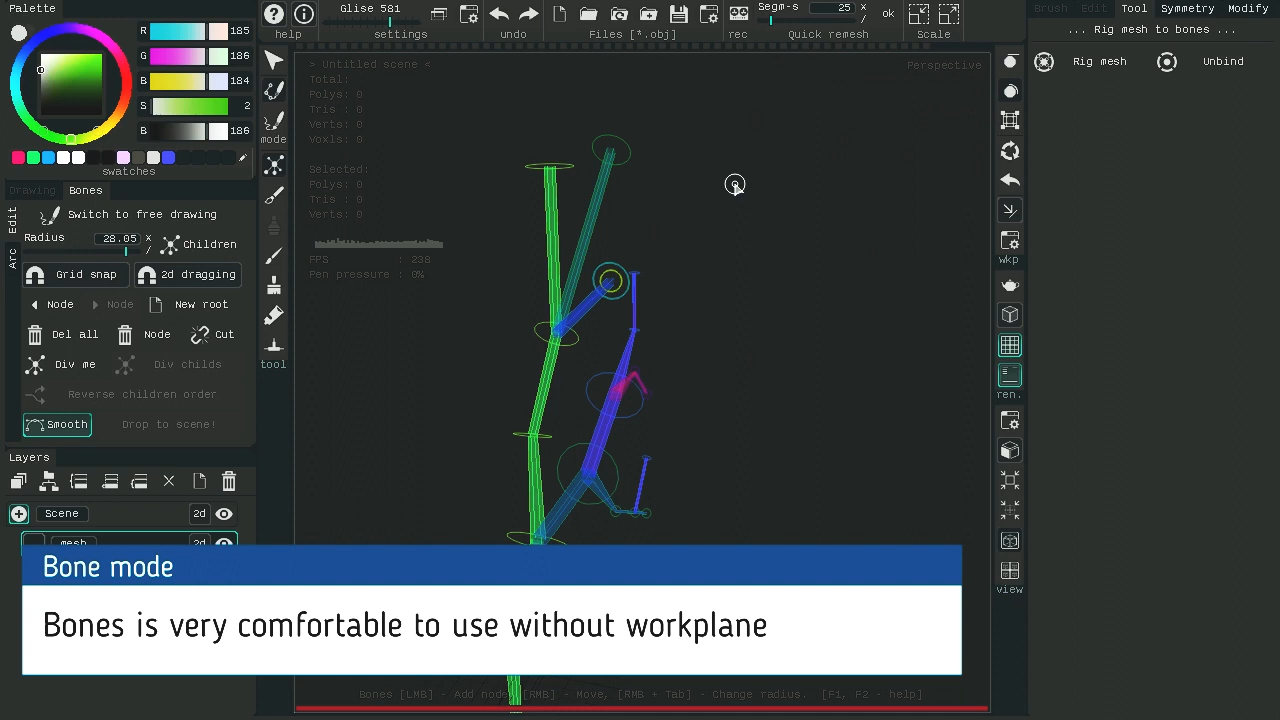 Palette
R 185
G 186
B 184
S 2
B 186
swatches
Drawing Bones
Edit
Arc
Switch to free drawing
Radius 28.05 x /
Children
Grid snap 2d dragging
Node Node New root
Del all Node Cut
Div me Div childs
Reverse children order
Smooth Drop to scene!
Layers
Scene 2d
mesh 2d
help
Glise 581
settings
undo
Files [*.obj]
rec
Segm-s 25 x /
ok
Quick remesh
Scale
mode
tool
> Untitled scene <
Perspective
Total:
Polys: 0
Tris : 0
Verts: 0
Voxls: 0
Selected:
Polys: 0
Tris : 0
Verts: 0
FPS : 238
Pen pressure : 0%
Bone mode
Bones is very comfortable to use without workplane
Bones [LMB] - Add node, [RMB] - Move, [RMB + Tab] - Change radius. [F1, F2 - help]
wkp
ren.
view
Brush Edit Tool Symmetry Modify
... Rig mesh to bones ...
Rig mesh Unbind